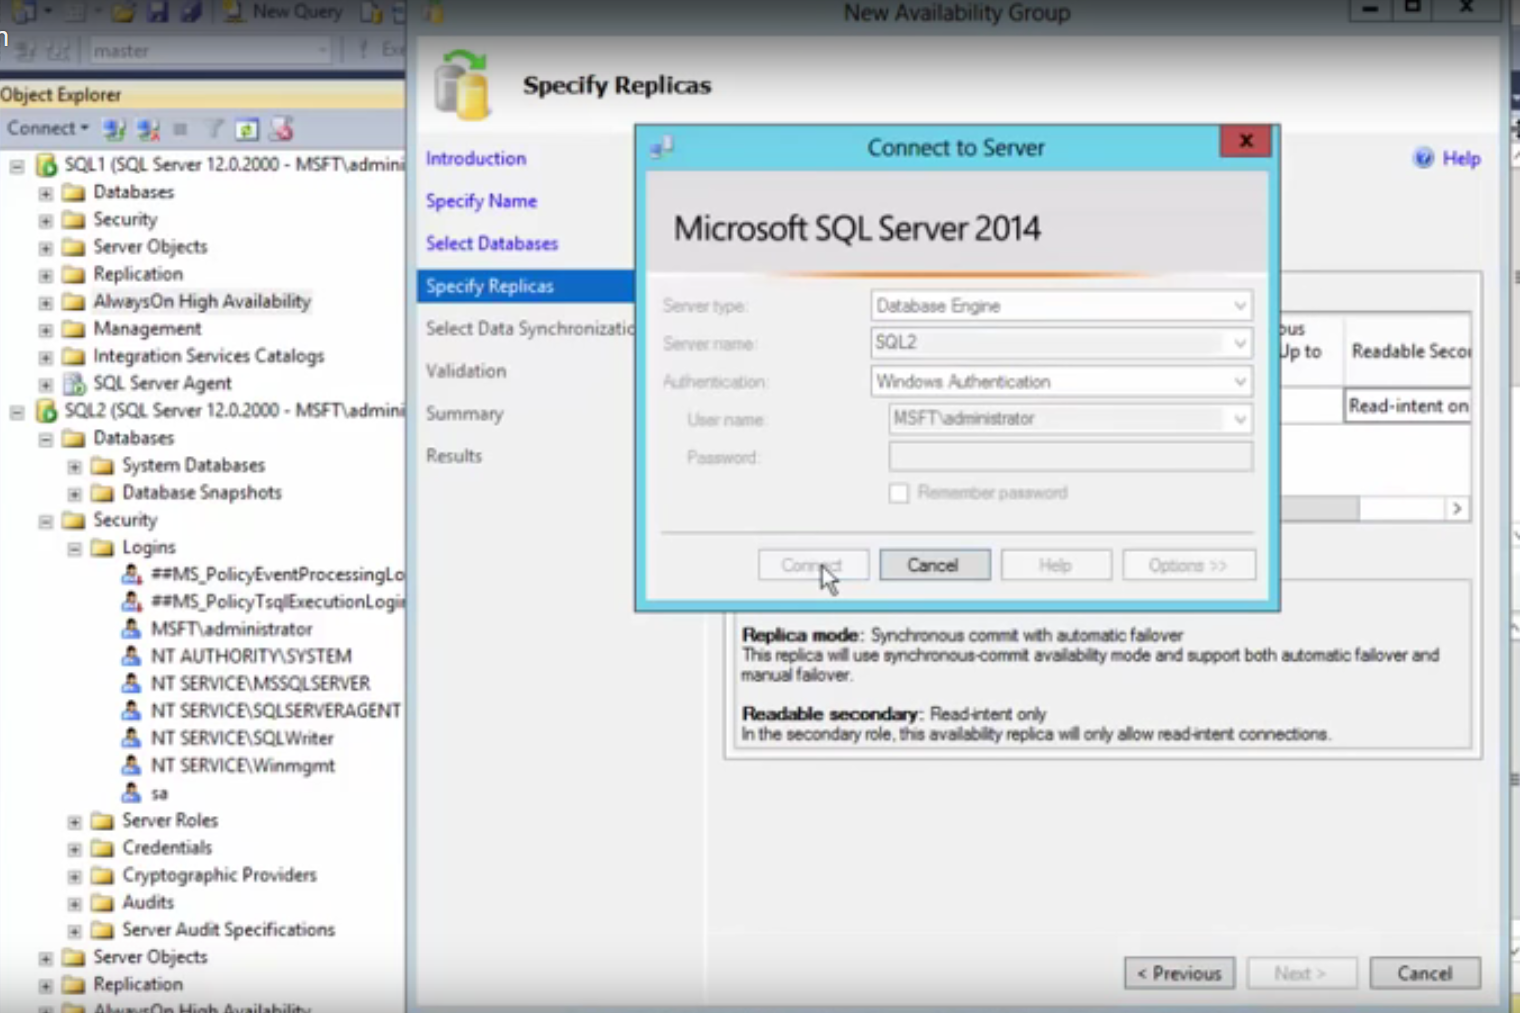 New Query
New Availability Group
master
Specify Replicas
Object Explorer
Connect
Connect to Server
Introduction
Help
SQL1 (SQL Server 12.0.2000 - MSFT\admini
Databases
Specify Name
Microsoft SQL Server 2014
Security
Server Objects
Select Databases
Replication
Specify Replicas
AlwaysOn High Availability
Server type:
Database Engine
Management
Select Data Synchronizatio
Server name:
SQL2
Up to
Readable Secon
Integration Services Catalogs
Validation
Authentication:
Windows Authentication
SQL Server Agent
SQL2 (SQL Server 12.0.2000 - MSFT\admini
Summary
User name:
MSFT\administrator
Read-intent on
Databases
Results
Password:
System Databases
Remember password
Database Snapshots
Security
Logins
Connect
Cancel
Help
Options >>
##MS_PolicyEventProcessingLo
##MS_PolicyTsqlExecutionLogin
MSFT\administrator
Replica mode: Synchronous commit with automatic failover
NT AUTHORITY\SYSTEM
This replica will use synchronous-commit availability mode and support both automatic failover and
manual failover.
NT SERVICE\MSSQLSERVER
NT SERVICE\SQLSERVERAGENT
Readable secondary: Read-intent only
NT SERVICE\SQLWriter
In the secondary role, this availability replica will only allow read-intent connections.
NT SERVICE\Winmgmt
sa
Server Roles
Credentials
Cryptographic Providers
Audits
Server Audit Specifications
Server Objects
< Previous
Next >
Cancel
Replication
AlwaysOn High Availability